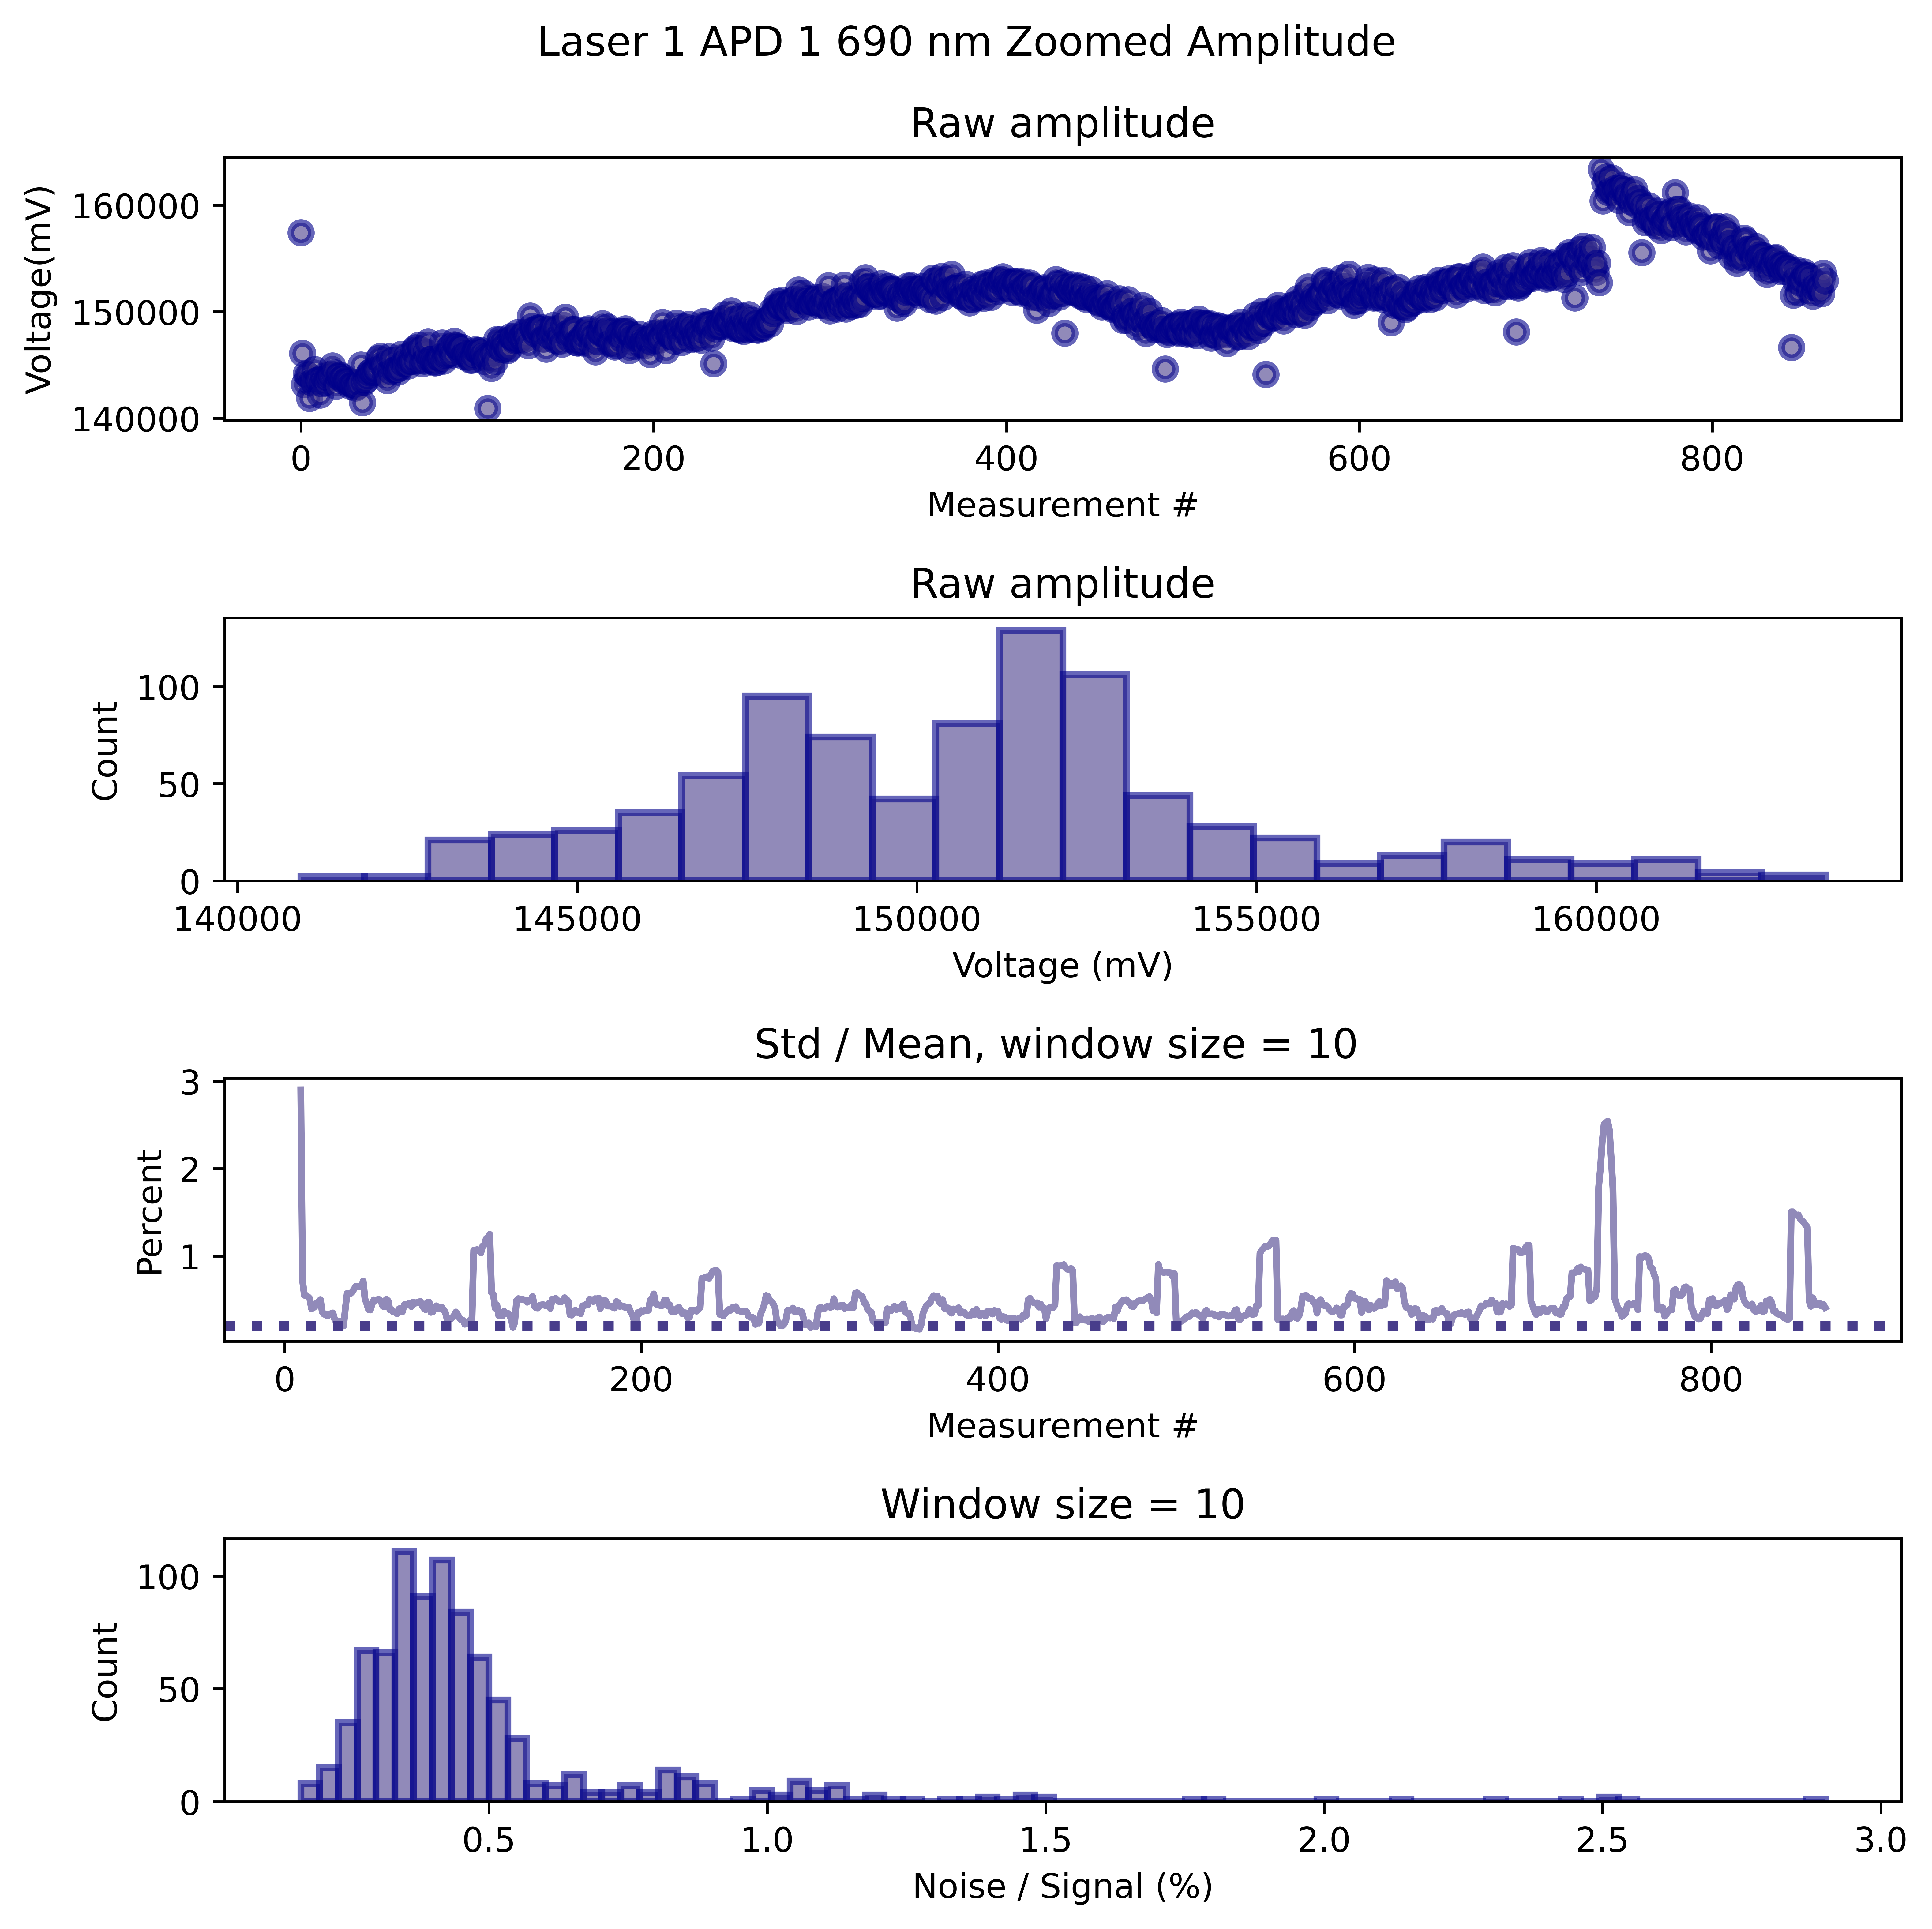 Laser 1 APD 1 690 nm Zoomed Amplitude
Raw amplitude
Voltage(mV)
160000
150000
140000
0 200 400 600 800
Measurement #
Raw amplitude
Count
100
50
0
140000 145000 150000 155000 160000
Voltage (mV)
Std / Mean, window size = 10
Percent
3
2
1
0 200 400 600 800
Measurement #
Window size = 10
Count
100
50
0
0.5 1.0 1.5 2.0 2.5 3.0
Noise / Signal (%)